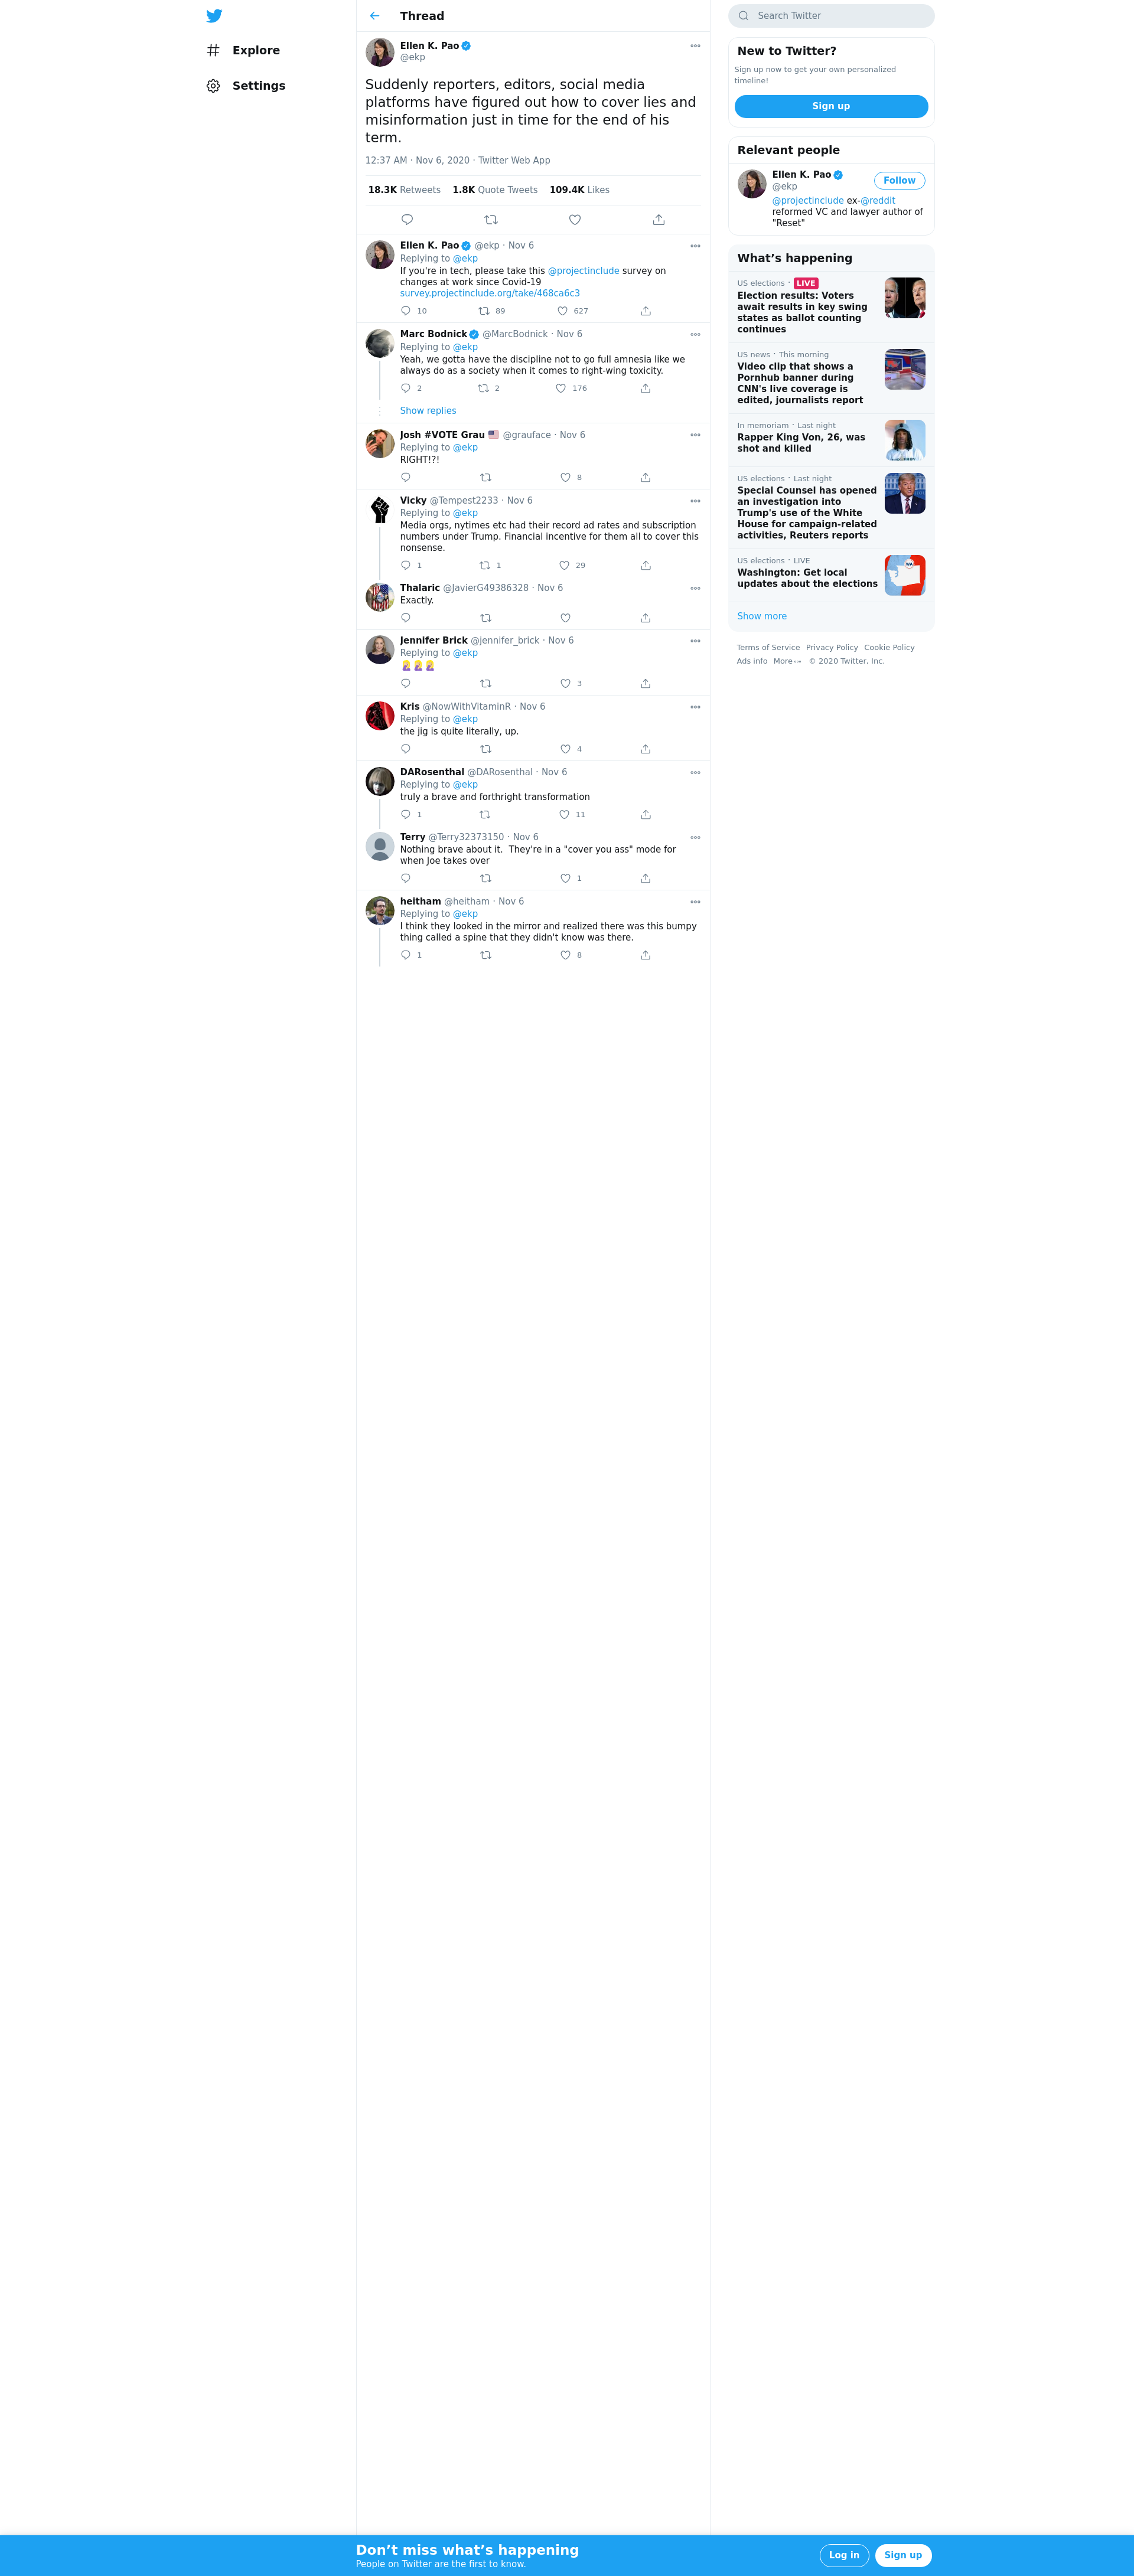 Explore
Settings
Thread
Ellen K. Pao
@ekp
Suddenly reporters, editors, social media
platforms have figured out how to cover lies and
misinformation just in time for the end of his
term.
12:37 AM · Nov 6, 2020 · Twitter Web App
18.3K Retweets 1.8K Quote Tweets 109.4K Likes
Ellen K. Pao @ekp · Nov 6
Replying to @ekp
If you're in tech, please take this @projectinclude survey on
changes at work since Covid-19
survey.projectinclude.org/take/468ca6c3
10 89 627
Marc Bodnick @MarcBodnick · Nov 6
Replying to @ekp
Yeah, we gotta have the discipline not to go full amnesia like we
always do as a society when it comes to right-wing toxicity.
2 2 176
Show replies
Josh #VOTE Grau 🇺🇸 @grauface · Nov 6
Replying to @ekp
RIGHT!?!
8
Vicky @Tempest2233 · Nov 6
Replying to @ekp
Media orgs, nytimes etc had their record ad rates and subscription
numbers under Trump. Financial incentive for them all to cover this
nonsense.
1 1 29
Thalaric @JavierG49386328 · Nov 6
Exactly.
Jennifer Brick @jennifer_brick · Nov 6
Replying to @ekp
🤦🏼‍♀️🤦🏼‍♀️🤦🏼‍♀️
3
Kris @NowWithVitaminR · Nov 6
Replying to @ekp
the jig is quite literally, up.
4
DARosenthal @DARosenthal · Nov 6
Replying to @ekp
truly a brave and forthright transformation
1 11
Terry @Terry32373150 · Nov 6
Nothing brave about it.  They're in a "cover you ass" mode for
when Joe takes over
1
heitham @heitham · Nov 6
Replying to @ekp
I think they looked in the mirror and realized there was this bumpy
thing called a spine that they didn't know was there.
1 8
Search Twitter
New to Twitter?
Sign up now to get your own personalized
timeline!
Sign up
Relevant people
Ellen K. Pao
@ekp
Follow
@projectinclude ex-@reddit
reformed VC and lawyer author of
"Reset"
What's happening
US elections · LIVE
Election results: Voters
await results in key swing
states as ballot counting
continues
US news · This morning
Video clip that shows a
Pornhub banner during
CNN's live coverage is
edited, journalists report
In memoriam · Last night
Rapper King Von, 26, was
shot and killed
US elections · Last night
Special Counsel has opened
an investigation into
Trump's use of the White
House for campaign-related
activities, Reuters reports
US elections · LIVE
Washington: Get local
updates about the elections
Show more
Terms of Service Privacy Policy Cookie Policy
Ads info More © 2020 Twitter, Inc.
Don't miss what's happening
People on Twitter are the first to know.
Log in
Sign up